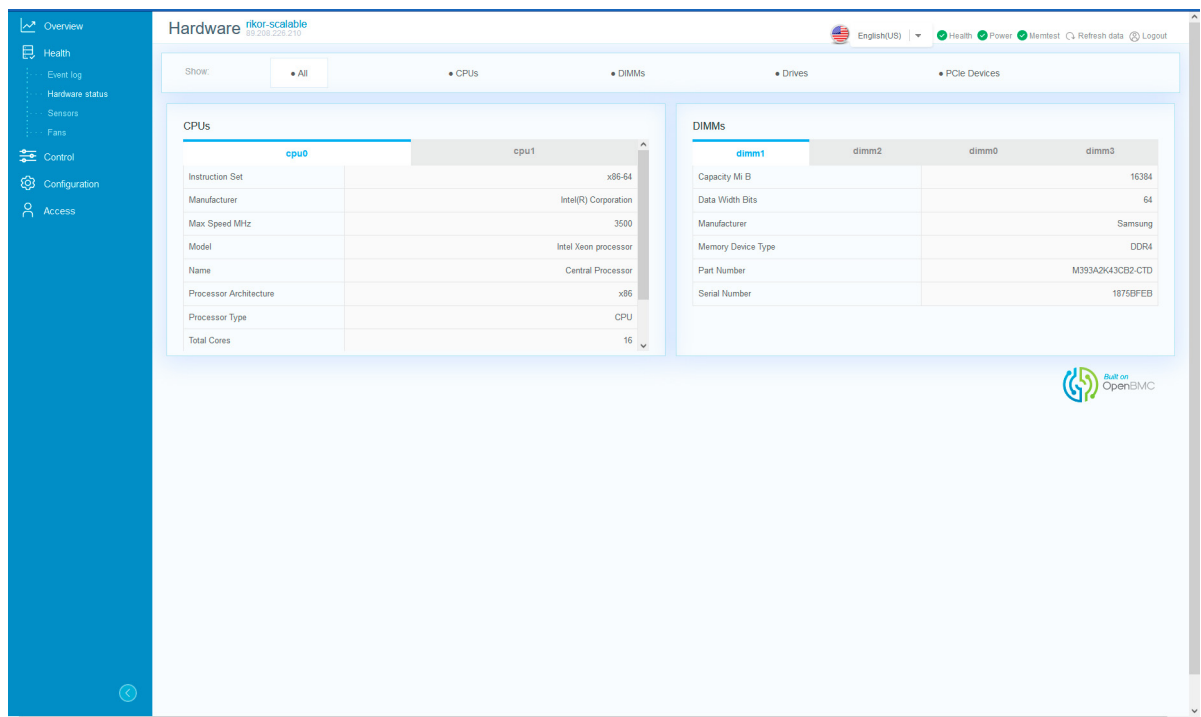 Overview
Health
Event log
Hardware status
Sensors
Fans
Control
Configuration
Access
Hardware rikor-scalable
89.208.226.210
English(US)
Health Power Memtest Refresh data Logout
Show: • All • CPUs • DIMMs • Drives • PCIe Devices
CPUs
cpu0 cpu1
Instruction Set x86-64
Manufacturer Intel(R) Corporation
Max Speed MHz 3500
Model Intel Xeon processor
Name Central Processor
Processor Architecture x86
Processor Type CPU
Total Cores 16
DIMMs
dimm1 dimm2 dimm0 dimm3
Capacity Mi B 16384
Data Width Bits 64
Manufacturer Samsung
Memory Device Type DDR4
Part Number M393A2K43CB2-CTD
Serial Number 1875BFEB
Built on
OpenBMC